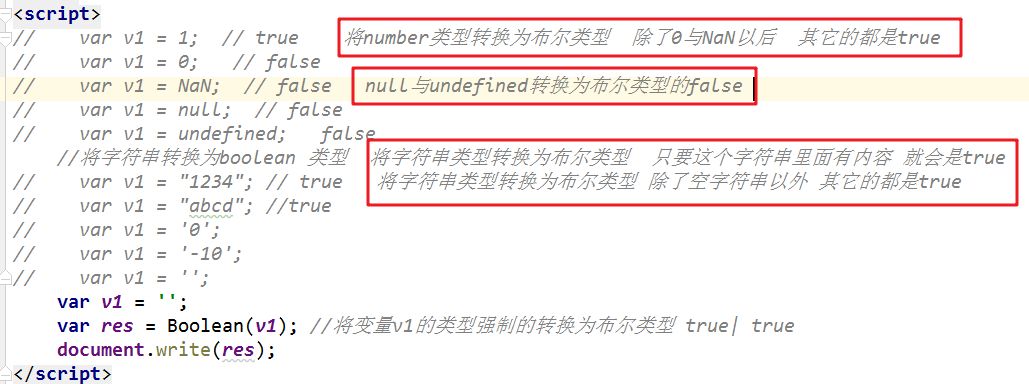 <script>
//    var v1 = 1;  // true    将number类型转换为布尔类型  除了0与NaN以后  其它的都是true
//    var v1 = 0;   // false
//    var v1 = NaN;  // false   null与undefined转换为布尔类型的false
//    var v1 = null;  // false
//    var v1 = undefined;   false
//将字符串转换为boolean 类型  将字符串类型转换为布尔类型  只要这个字符串里面有内容 就会是true
//    var v1 = "1234"; // true   将字符串类型转换为布尔类型 除了空字符串以外 其它的都是true
//    var v1 = "abcd"; //true
//    var v1 = '0';
//    var v1 = '-10';
//    var v1 = '';
var v1 = '';
var res = Boolean(v1); //将变量v1的类型强制的转换为布尔类型 true| true
document.write(res);
</script>